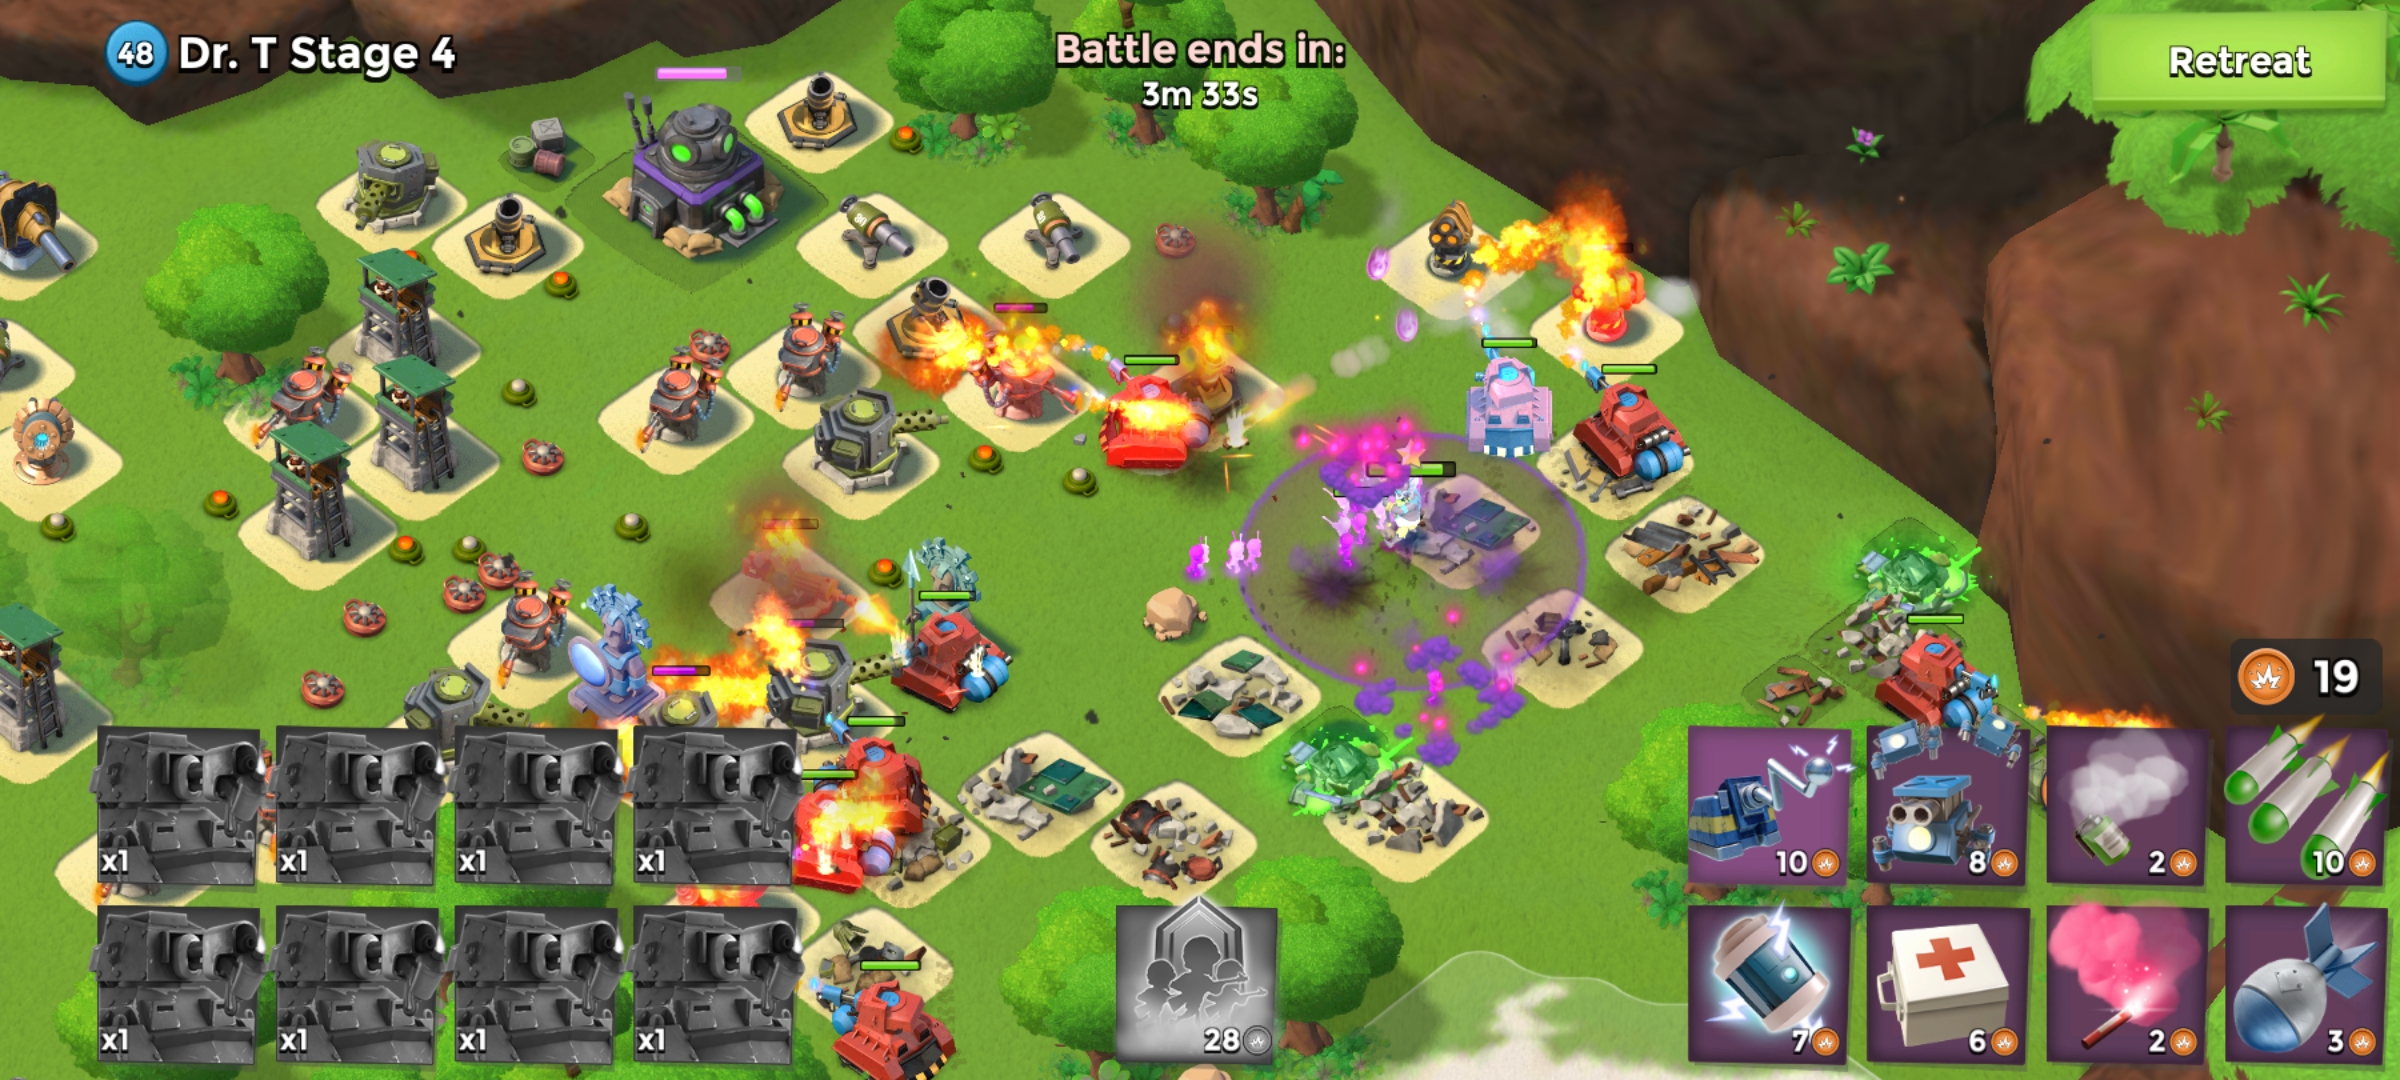 48 Dr. T Stage 4
Battle ends in:
3m 33s
Retreat
19
x1 x1 x1 x1
10 8 2 10
x1 x1 x1 x1
28
7 6 2 3